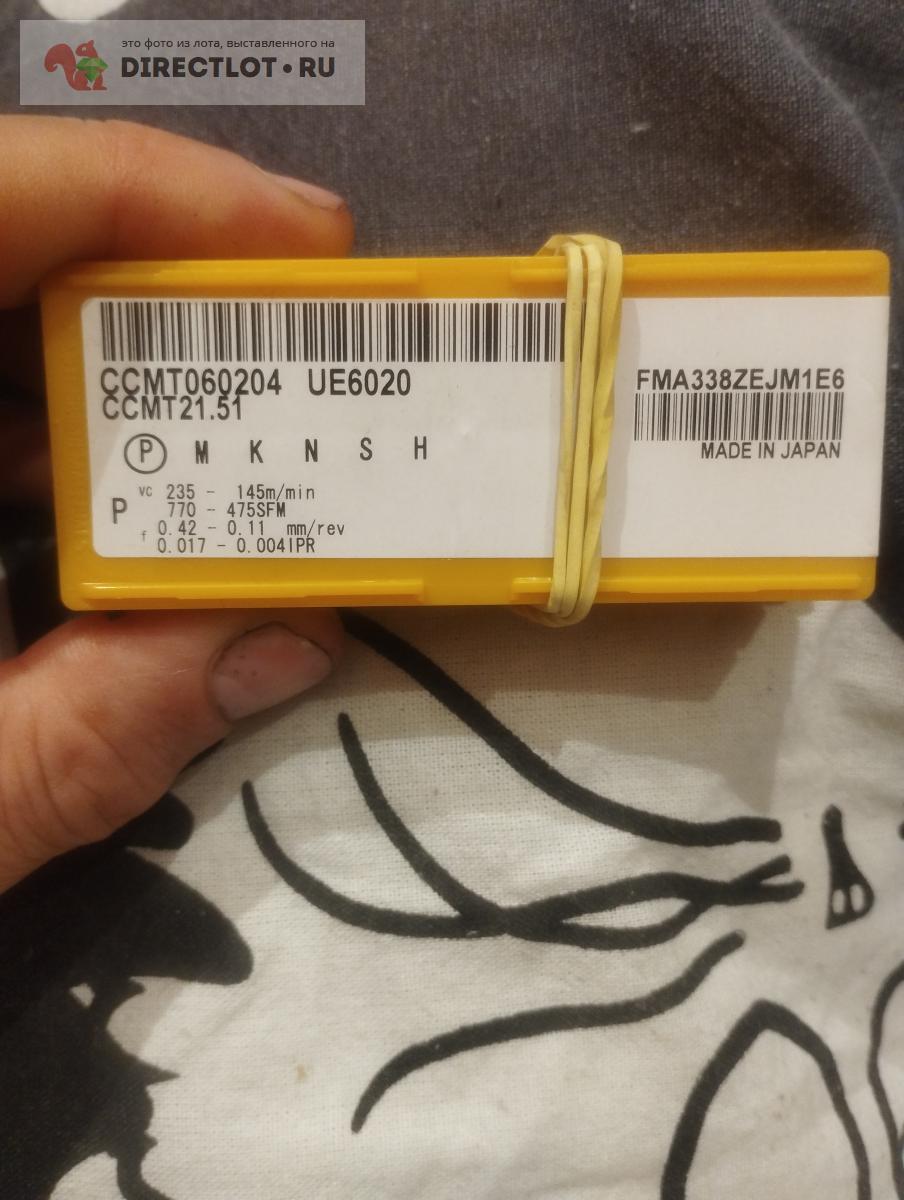 это фото из лота, выставленного на
DIRECTLOT•RU
CCMT060204 UE6020
CCMT21.51
P M K N S H
P
vc 235 - 145m/min
770 - 475SFM
f 0.42 - 0.11 mm/rev
0.017 - 0.004IPR
FMA338ZEJM1E6
MADE IN JAPAN